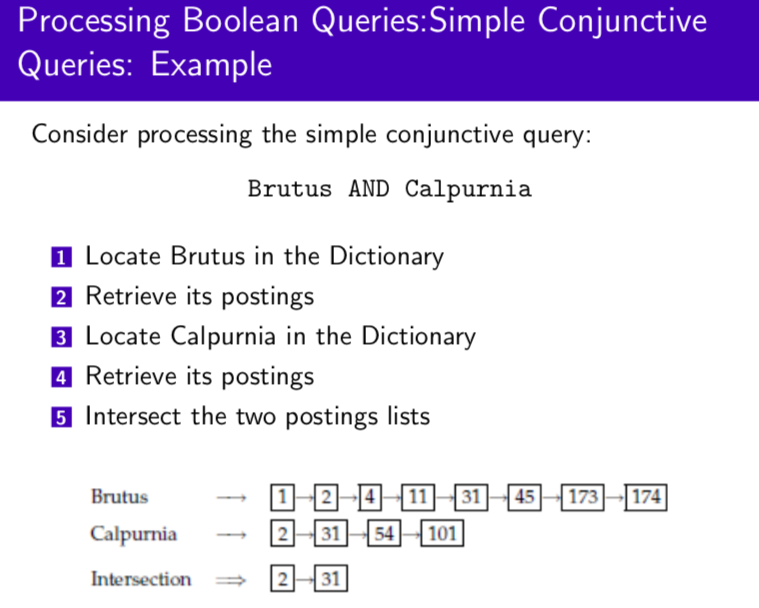 Processing Boolean Queries:Simple Conjunctive
Queries: Example
Consider processing the simple conjunctive query:
Brutus AND Calpurnia
1 Locate Brutus in the Dictionary
2 Retrieve its postings
3 Locate Calpurnia in the Dictionary
4 Retrieve its postings
5 Intersect the two postings lists
Brutus → 1 → 2 → 4 → 11 → 31 → 45 → 173 → 174
Calpurnia → 2 → 31 → 54 → 101
Intersection ⇒ 2 → 31